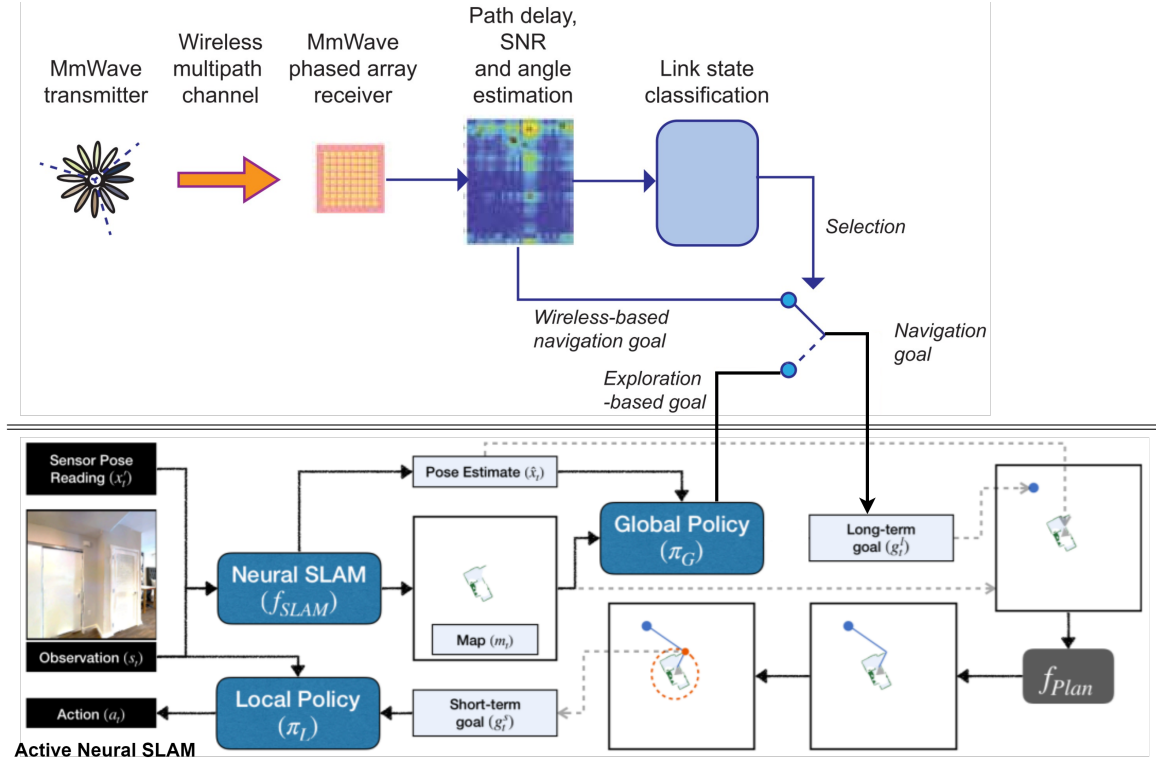 MmWave
transmitter
Wireless
multipath
channel
MmWave
phased array
receiver
Path delay,
SNR
and angle
estimation
Link state
classification
Selection
Wireless-based
navigation goal
Navigation
goal
Exploration
-based goal
Sensor Pose
Reading (x′ₜ)
Pose Estimate (x̂ₜ)
Global Policy
(π_G)
Long-term
goal (gₜˡ)
Neural SLAM
(f_SLAM)
Map (mₜ)
Observation (sₜ)
f_Plan
Local Policy
(π_L)
Short-term
goal (gₜˢ)
Action (aₜ)
Active Neural SLAM